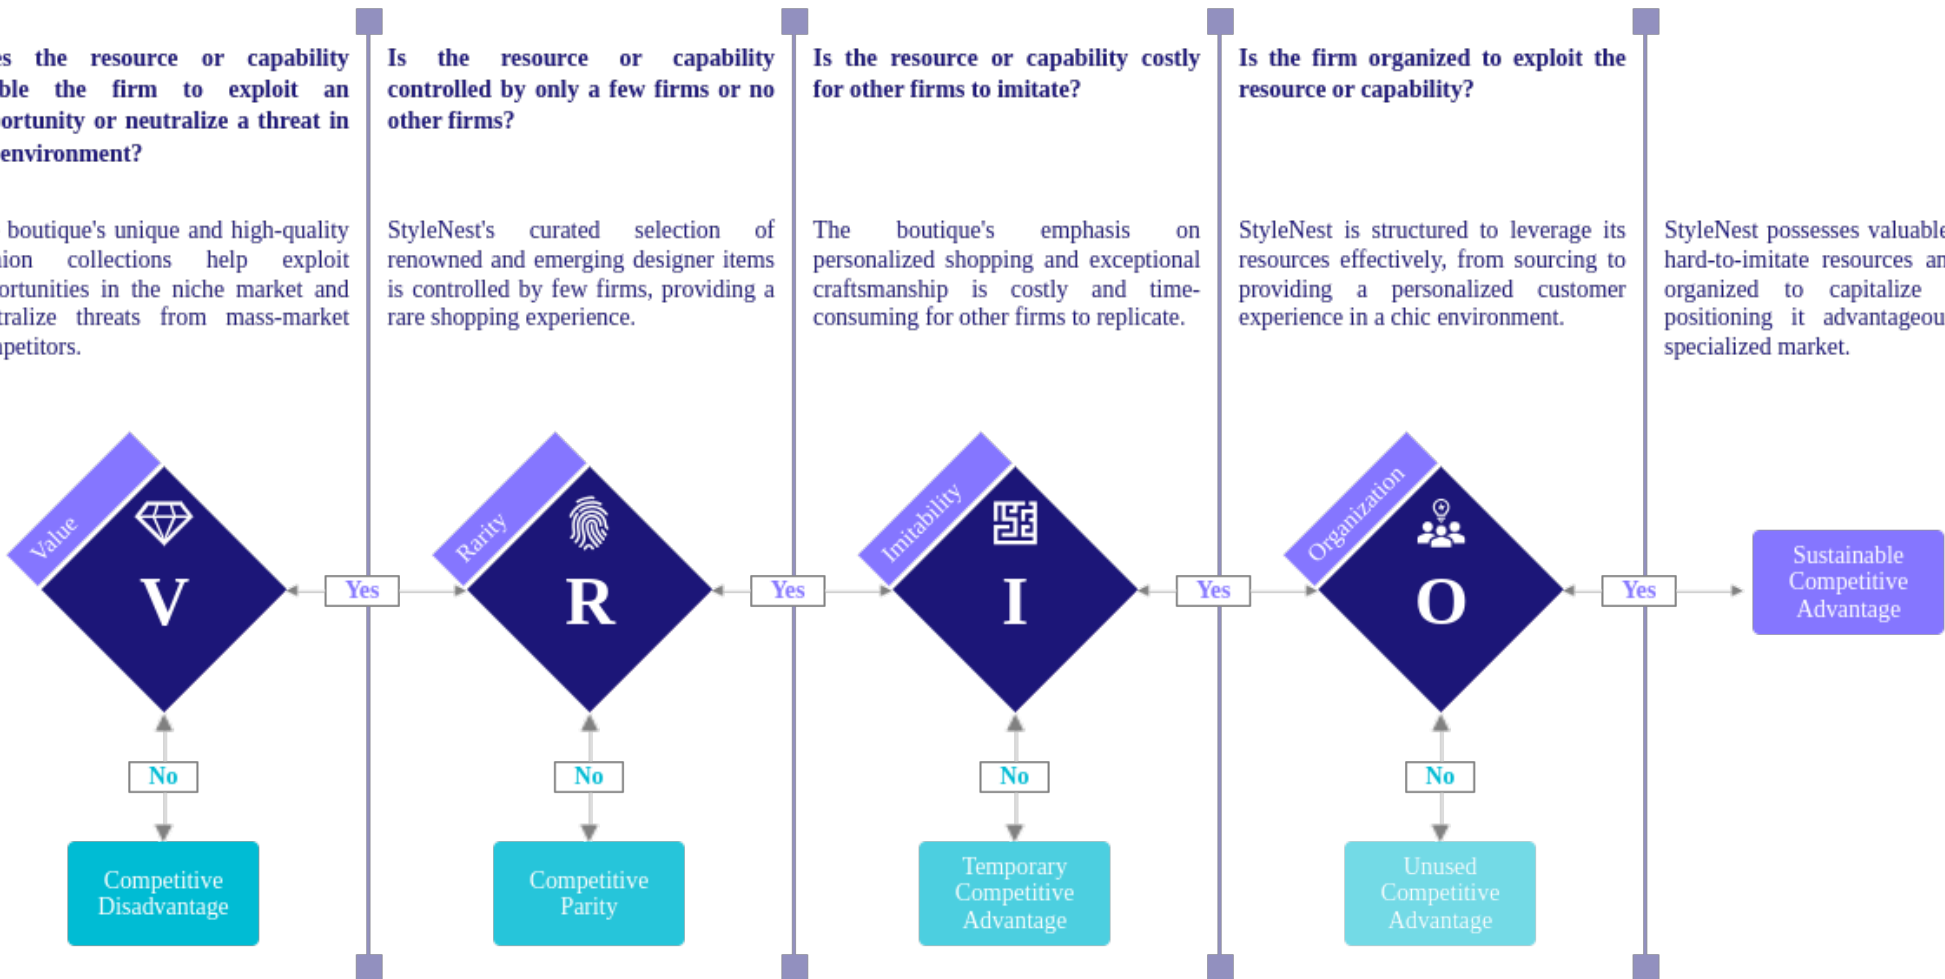 es the resource or capability
ble the firm to exploit an
ortunity or neutralize a threat in
environment?
boutique's unique and high-quality
ion collections help exploit
ortunities in the niche market and
tralize threats from mass-market
petitors.
Value
V
Yes
No
Competitive
Disadvantage
Is the resource or capability
controlled by only a few firms or no
other firms?
StyleNest's curated selection of
renowned and emerging designer items
is controlled by few firms, providing a
rare shopping experience.
Rarity
R
Yes
No
Competitive
Parity
Is the resource or capability costly
for other firms to imitate?
The boutique's emphasis on
personalized shopping and exceptional
craftsmanship is costly and time-
consuming for other firms to replicate.
Imitability
I
Yes
No
Temporary
Competitive
Advantage
Is the firm organized to exploit the
resource or capability?
StyleNest is structured to leverage its
resources effectively, from sourcing to
providing a personalized customer
experience in a chic environment.
Organization
O
Yes
No
Unused
Competitive
Advantage
StyleNest possesses valuable
hard-to-imitate resources an
organized to capitalize
positioning it advantageou
specialized market.
Sustainable
Competitive
Advantage